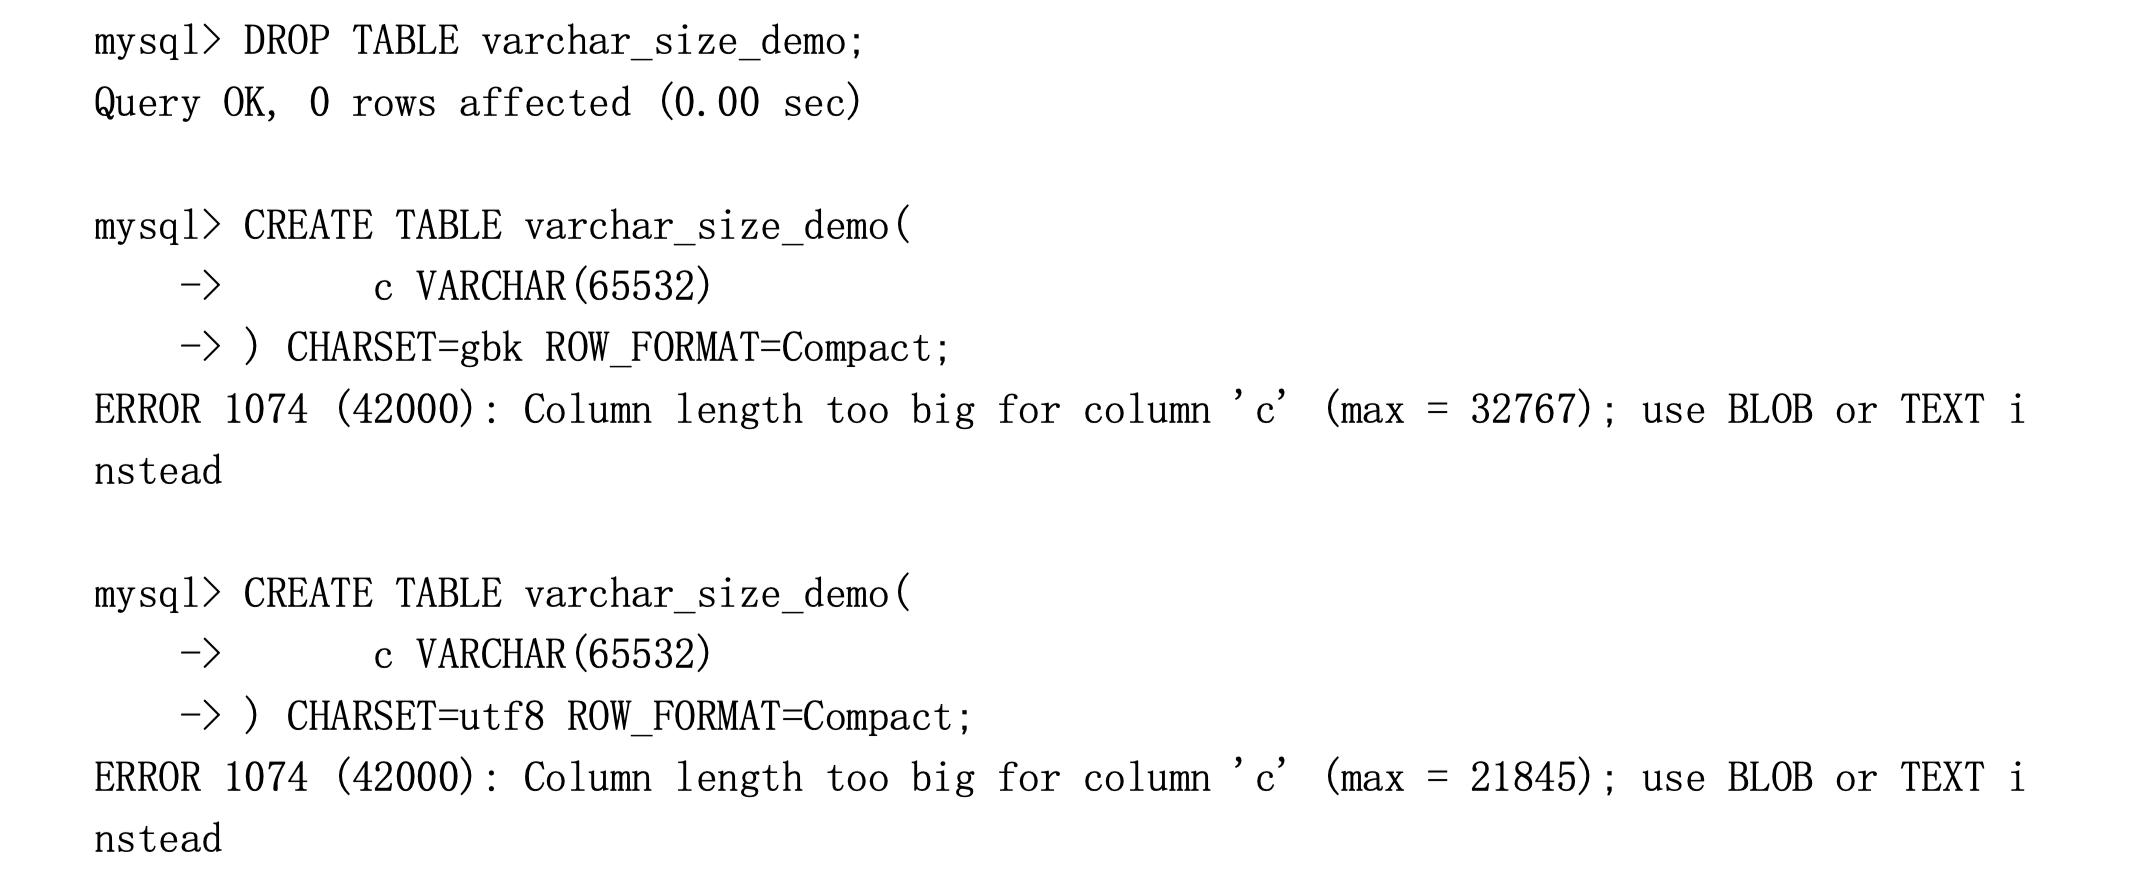 mysql> DROP TABLE varchar_size_demo;
Query OK, 0 rows affected (0.00 sec)
mysql> CREATE TABLE varchar_size_demo(
    ->       c VARCHAR(65532)
    -> ) CHARSET=gbk ROW_FORMAT=Compact;
ERROR 1074 (42000): Column length too big for column 'c' (max = 32767); use BLOB or TEXT i
nstead
mysql> CREATE TABLE varchar_size_demo(
    ->       c VARCHAR(65532)
    -> ) CHARSET=utf8 ROW_FORMAT=Compact;
ERROR 1074 (42000): Column length too big for column 'c' (max = 21845); use BLOB or TEXT i
nstead